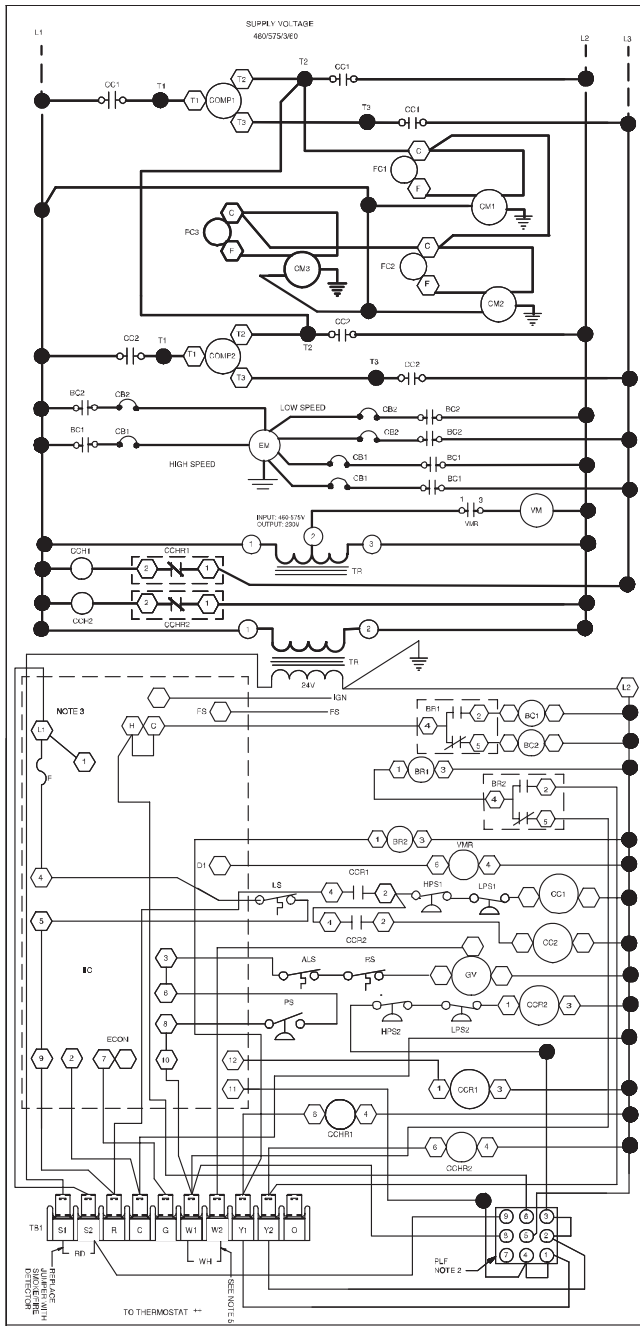 SUPPLY VOLTAGE
460/575/3/60
L1 L2 L3
CC1 T1 T1 COMP1 T2 T2 CC1
T3 T3 CC1
FC1 C F CM1
FC3 C F CM3
FC2 C F CM2
CC2 T1 T1 COMP2 T2 T2 CC2
T3 T3 CC2
BC2 CB2 LOW SPEED CB2 BC2
BC1 CB1 EM CB2 BC2
HIGH SPEED CB1 BC1
CB1 BC1
INPUT: 460-575V
OUTPUT: 230V
1 2 3 1 3 VMR VM
TR
CCH1 CCHR1 2 1
CCH2 CCHR2 2 1
1 2
TR
24V
NOTE 3 IGN L2
FS FS
L1 1 H C BR1 4 2 BC1
5 BC2
F
1 BR1 3 BR2 4 2
5
1 BR2 3
D1 VMR 6 4
4 LS CCR1 4 2 HPS1 LPS1 CC1
5 4 2 CC2
CCR2
IIC 3 ALS RS GV
6 PS HPS2 LPS2 1 CCR2 3
8
ECON
9 2 7 10 12 11
1 CCR1 3
6 CCHR1 4
6 CCHR2 4
TB1 S1 S2 R C G W1 W2 Y1 Y2 O
9 6 3
8 5 2
7 4 1
PLF
NOTE 2
RD WH
REPLACE
JUMPER WITH
SMOKE/FIRE
DETECTOR
SEE NOTE 5
TO THERMOSTAT ++